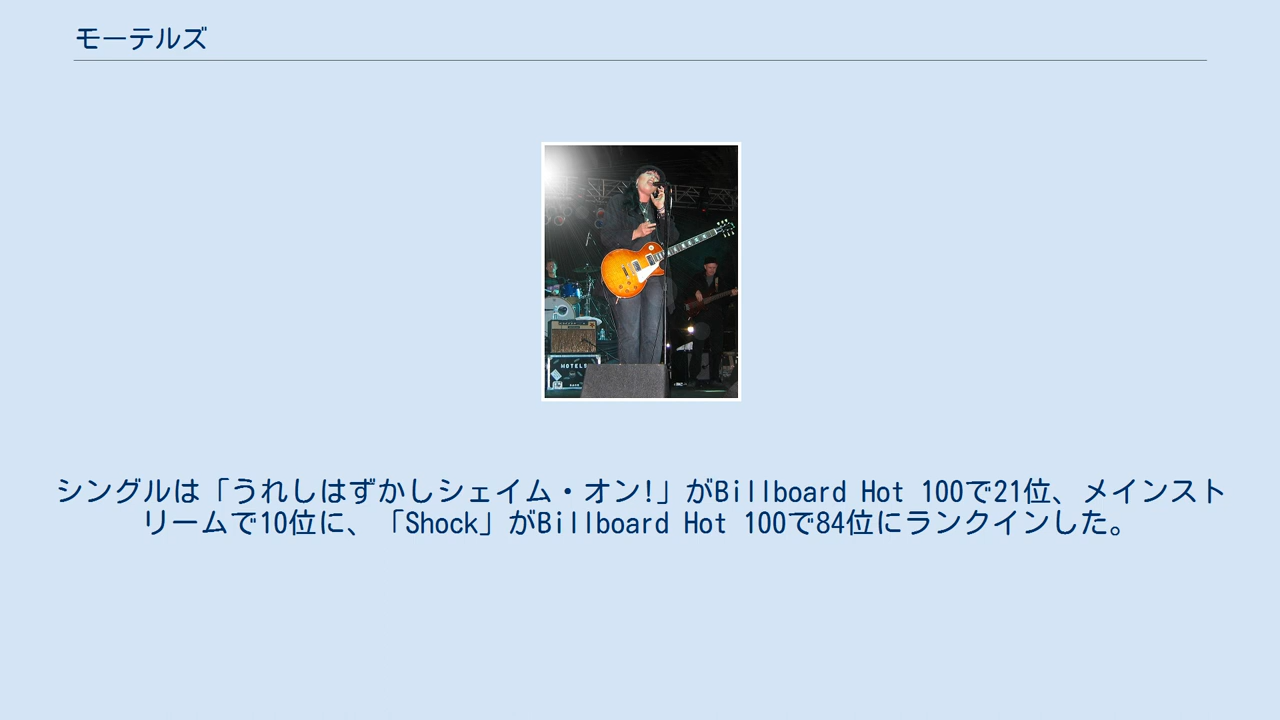 モーテルズ
シングルは「うれしはずかしシェイム・オン!」がBillboard Hot 100で21位、メインスト
リームで10位に、「Shock」がBillboard Hot 100で84位にランクインした。